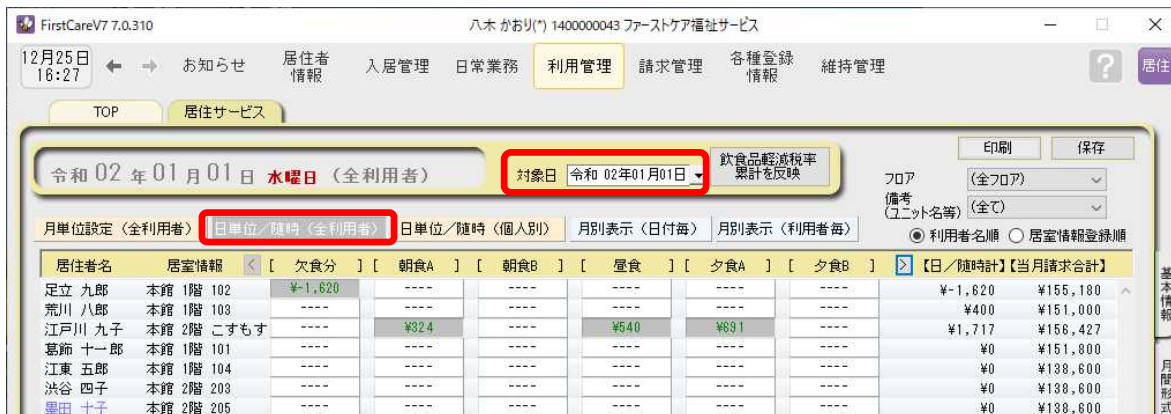 FirstCareV7 7.0.310 八木 かおり(*) 1400000043 ファーストケア福祉サービス
12月25日
16:27
お知らせ 居住者情報 入居管理 日常業務 利用管理 請求管理 各種登録情報 維持管理 ? 居住
TOP 居住サービス
印刷 保存
令和 02 年 01 月 01 日 水曜日 (全利用者) 対象日 令和 02年01月01日 飲食品軽減税率累計を反映
フロア (全フロア)
備考(ユニット名等) (全て)
月単位設定(全利用者) 日単位/随時(全利用者) 日単位/随時(個人別) 月別表示(日付毎) 月別表示(利用者毎) 利用者名順 居室情報登録順
居住者名 居室情報 < [ 欠食分 ] [ 朝食A ] [ 朝食B ] [ 昼食 ] [ 夕食A ] [ 夕食B ] > 【日/随時計】【当月請求合計】
足立 九郎 本館 1階 102 ¥-1,620 ---- ---- ---- ---- ---- ¥-1,620 ¥155,180
荒川 八郎 本館 1階 103 ---- ---- ---- ---- ---- ---- ¥400 ¥151,000
江戸川 九子 本館 2階 こすもす ---- ¥324 ---- ¥540 ¥691 ---- ¥1,717 ¥156,427
葛飾 十一郎 本館 1階 101 ---- ---- ---- ---- ---- ---- ¥0 ¥151,800
江東 五郎 本館 1階 104 ---- ---- ---- ---- ---- ---- ¥0 ¥138,600
渋谷 四子 本館 2階 203 ---- ---- ---- ---- ---- ---- ¥0 ¥138,600
墨田 十子 本館 2階 205 ---- ---- ---- ---- ---- ---- ¥0 ¥138,600
基本情報
月間形式